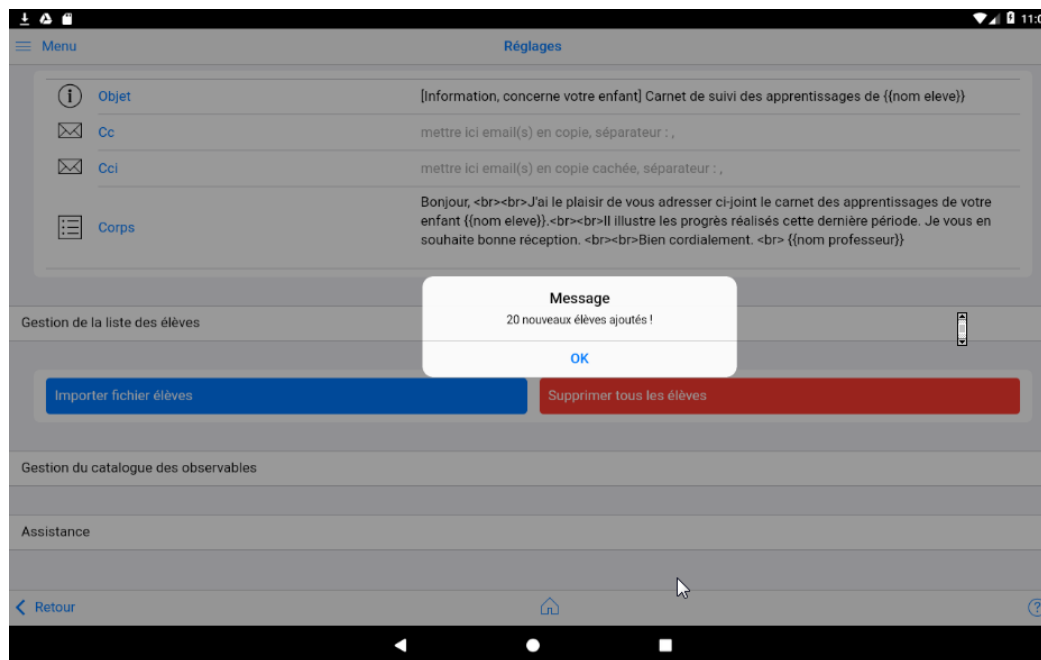 11:0
Menu
Réglages
Objet
[Information, concerne votre enfant] Carnet de suivi des apprentissages de {{nom eleve}}
Cc
mettre ici email(s) en copie, séparateur : ,
Cci
mettre ici email(s) en copie cachée, séparateur : ,
Corps
Bonjour, <br><br>J'ai le plaisir de vous adresser ci-joint le carnet des apprentissages de votre
enfant {{nom eleve}}.<br><br>Il illustre les progrès réalisés cette dernière période. Je vous en
souhaite bonne réception. <br><br>Bien cordialement. <br> {{nom professeur}}
Message
20 nouveaux élèves ajoutés !
OK
Gestion de la liste des élèves
Importer fichier élèves
Supprimer tous les élèves
Gestion du catalogue des observables
Assistance
Retour
?